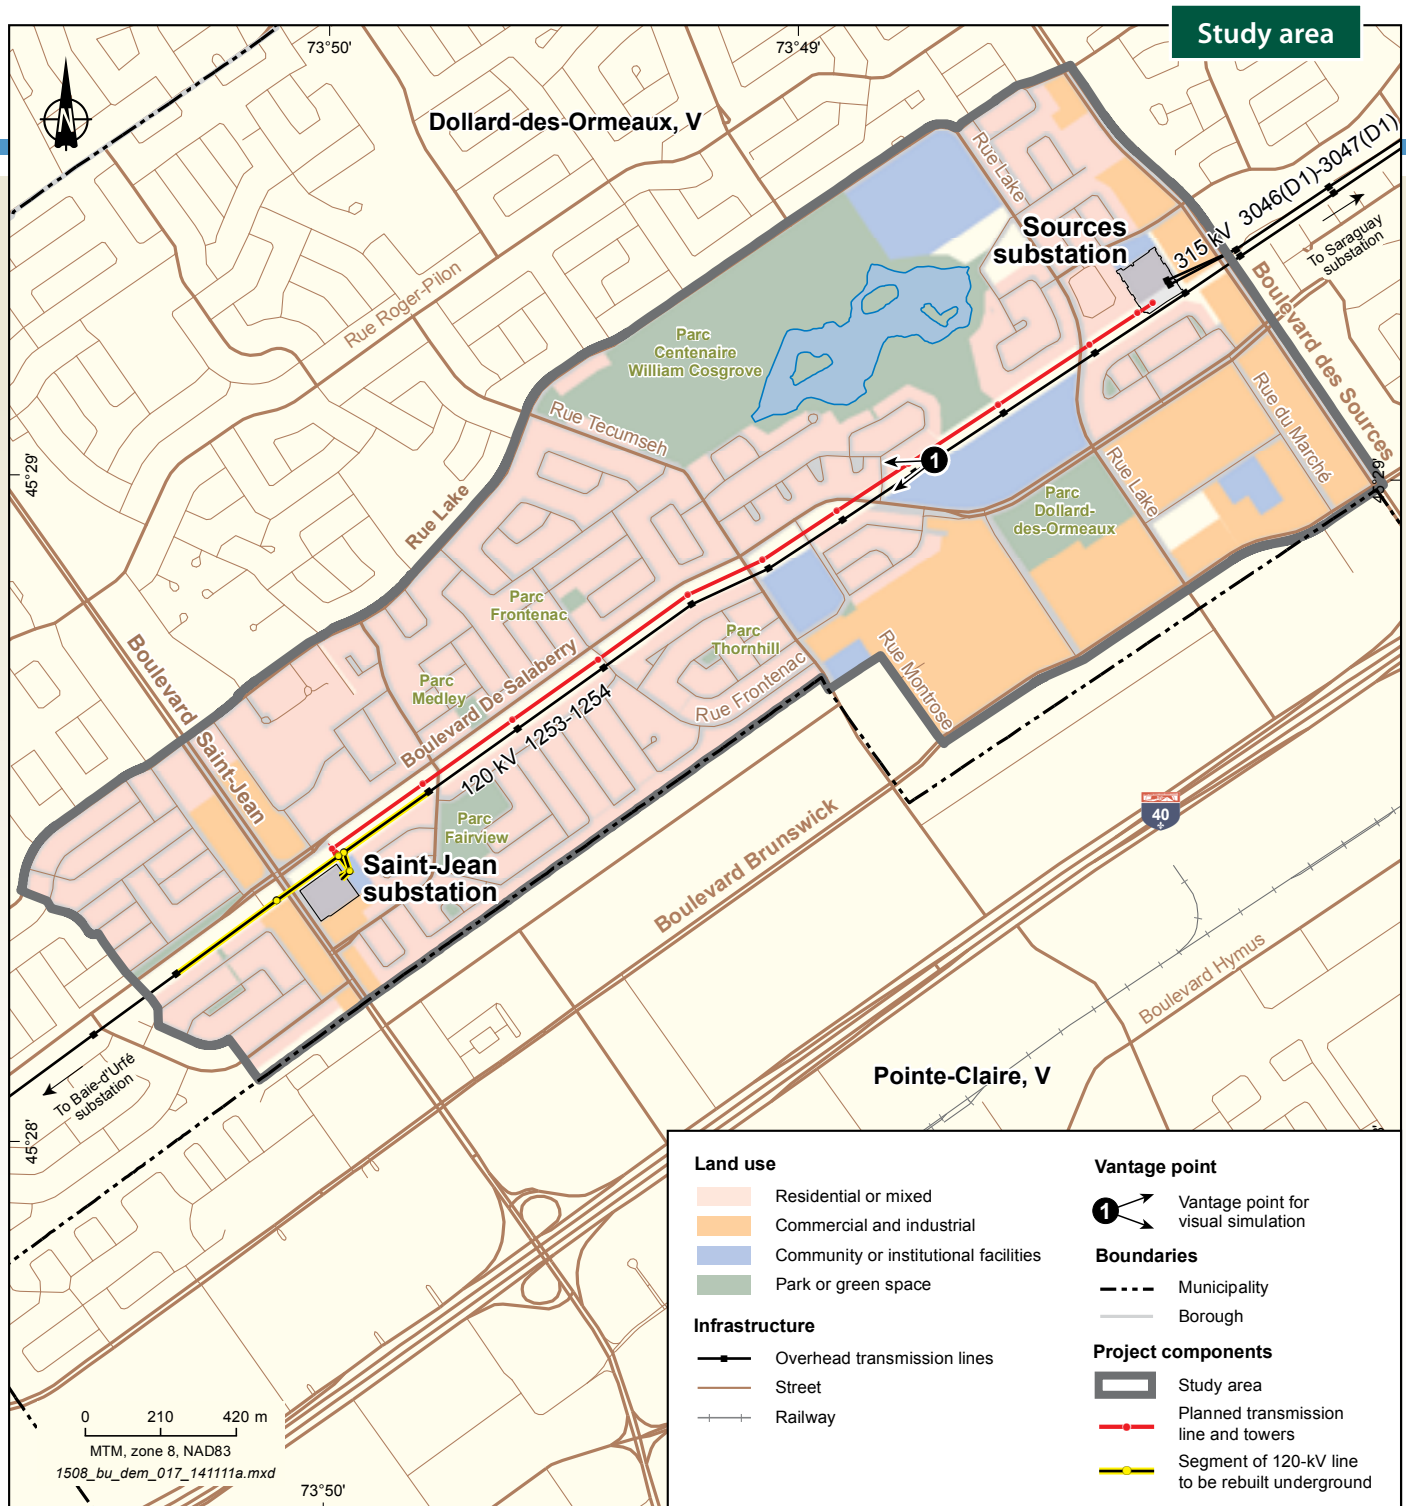 Study area
73°50'
73°49'
Dollard-des-Ormeaux, V
Rue Lake
3046(D1)-3047(D1)
315 kV
Sources
substation
To Saraguay
substation
Boulevard des Sources
Rue Roger-Pilon
Parc
Centenaire
William Cosgrove
Rue Tecumseh
Rue du Marché
45°29'
45°29'
1
Rue Lake
Rue Lake
Parc
Dollard-
des-Ormeaux
Parc
Frontenac
Parc
Thornhill
Boulevard Saint-Jean
Parc
Medley
Boulevard De Salaberry
Rue Frontenac
Rue Montrose
120 kV 1253-1254
Parc
Fairview
40
Saint-Jean
substation
Boulevard Brunswick
Boulevard Hymus
To Baie-d'Urfé
substation
Pointe-Claire, V
45°28'
Land use
Residential or mixed
Commercial and industrial
Community or institutional facilities
Park or green space
Infrastructure
Overhead transmission lines
Street
Railway
Vantage point
1
Vantage point for
visual simulation
Boundaries
Municipality
Borough
Project components
Study area
Planned transmission
line and towers
Segment of 120-kV line
to be rebuilt underground
0 210 420 m
MTM, zone 8, NAD83
1508_bu_dem_017_141111a.mxd
73°50'